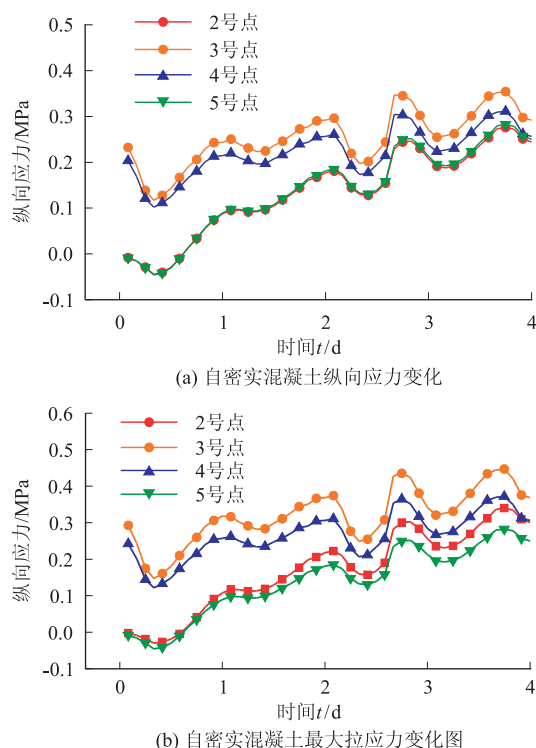 0.5
0.4
0.3
0.2
0.1
0.0
-0.1
纵向应力/MPa
2号点
3号点
4号点
5号点
0
1
2
3
4
时间t/d
(a) 自密实混凝土纵向应力变化
0.6
0.5
0.4
0.3
0.2
0.1
0.0
-0.1
纵向应力/MPa
2号点
3号点
4号点
5号点
0
1
2
3
4
时间t/d
(b) 自密实混凝土最大拉应力变化图